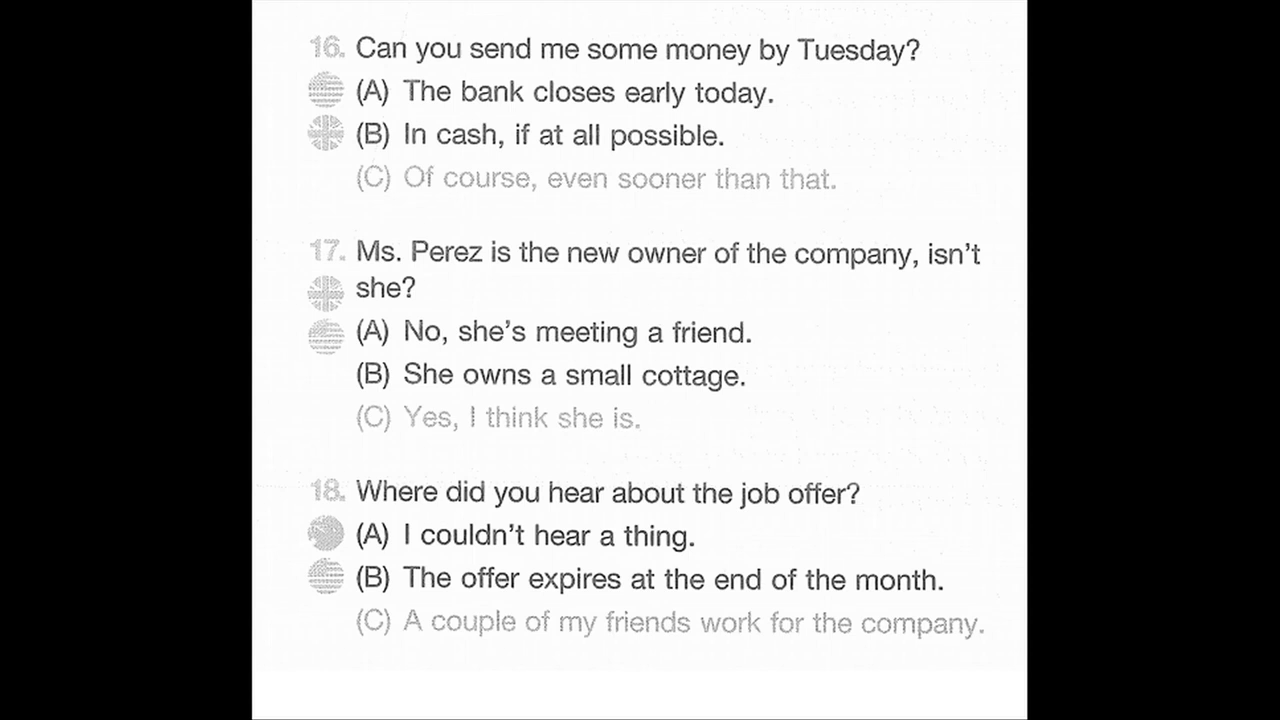 16. Can you send me some money by Tuesday?
(A) The bank closes early today.
(B) In cash, if at all possible.
(C) Of course, even sooner than that.
17. Ms. Perez is the new owner of the company, isn't
she?
(A) No, she's meeting a friend.
(B) She owns a small cottage.
(C) Yes, I think she is.
18. Where did you hear about the job offer?
(A) I couldn't hear a thing.
(B) The offer expires at the end of the month.
(C) A couple of my friends work for the company.